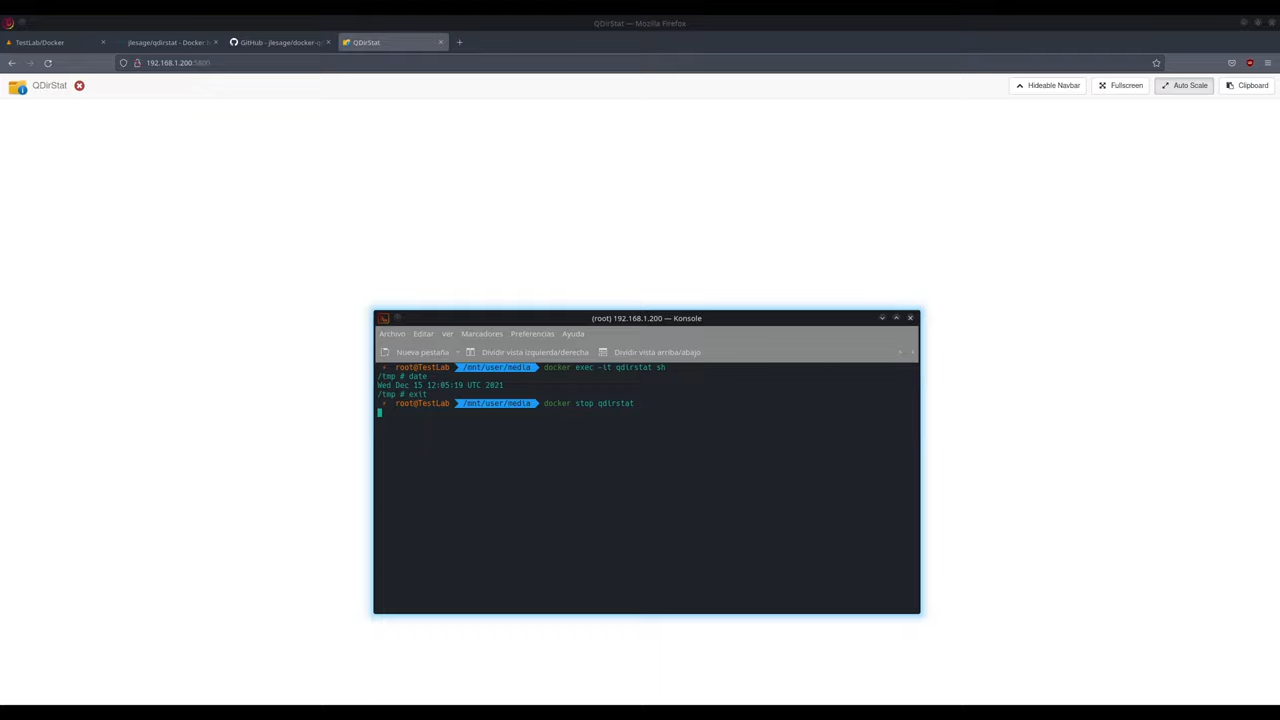 QDirStat — Mozilla Firefox
TestLab/Docker
jlesage/qdirstat - Docker
GitHub - jlesage/docker-q
QDirStat
192.168.1.200:5800
QDirStat
Hideable Navbar
Fullscreen
Auto Scale
Clipboard
(root) 192.168.1.200 — Konsole
Archivo Editar ver Marcadores Preferencias Ayuda
Nueva pestaña Dividir vista izquierda/derecha Dividir vista arriba/abajo
root@TestLab /mnt/user/media docker exec -it qdirstat sh
/tmp # date
Wed Dec 15 12:05:19 UTC 2021
/tmp # exit
root@TestLab /mnt/user/media docker stop qdirstat